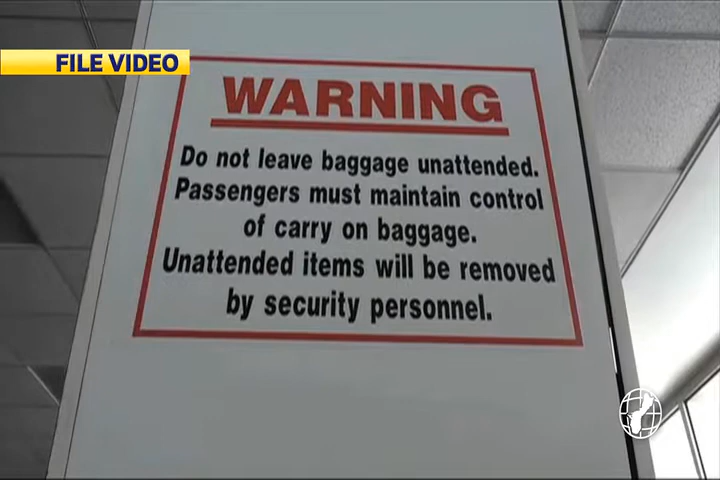 FILE VIDEO
WARNING
Do not leave baggage unattended.
Passengers must maintain control
of carry on baggage.
Unattended items will be removed
by security personnel.